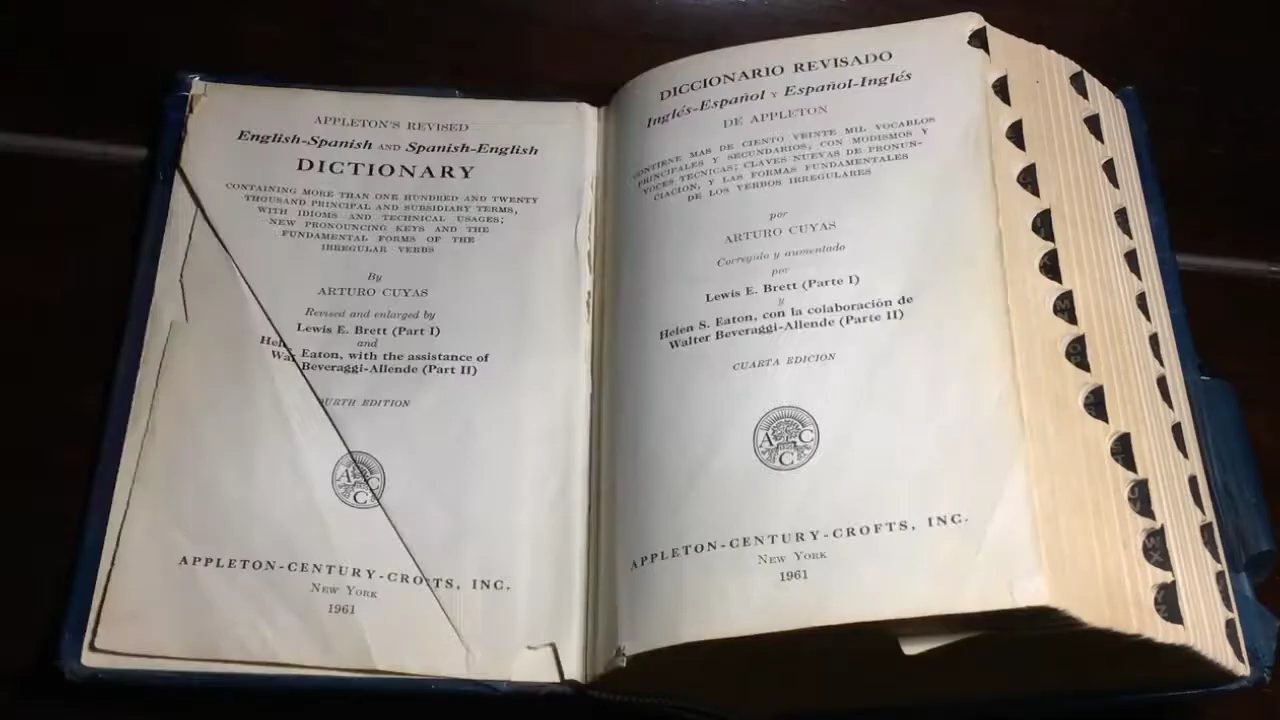 APPLETON'S REVISED
English-Spanish AND Spanish-English
DICTIONARY
CONTAINING MORE THAN ONE HUNDRED AND TWENTY
THOUSAND PRINCIPAL AND SUBSIDIARY TERMS,
WITH IDIOMS AND TECHNICAL USAGES;
NEW PRONOUNCING KEYS AND THE
FUNDAMENTAL FORMS OF THE
IRREGULAR VERBS
By
ARTURO CUYAS
Revised and enlarged by
Lewis E. Brett (Part I)
and
Eaton, with the assistance of
Beveraggi-Allende (Part II)
EDITION
A C C
APPLETON-CENTURY-CROFTS, INC.
NEW YORK
1961
DICCIONARIO REVISADO
Inglés-Español Y Español-Inglés
DE APPLETON
CONTIENE MAS DE CIENTO VEINTE MIL VOCABLOS
PRINCIPALES Y SECUNDARIOS; CON MODISMOS Y
VOCES TECNICAS; CLAVES NUEVAS DE PRONUN-
CIACION, Y LAS FORMAS FUNDAMENTALES
DE LOS VERBOS IRREGULARES
por
ARTURO CUYAS
Corregido y aumentado
por
Lewis E. Brett (Parte I)
y
Helen S. Eaton, con la colaboración de
Walter Beveraggi-Allende (Parte II)
CUARTA EDICION
A C C
APPLETON-CENTURY-CROFTS, INC.
NEW YORK
1961